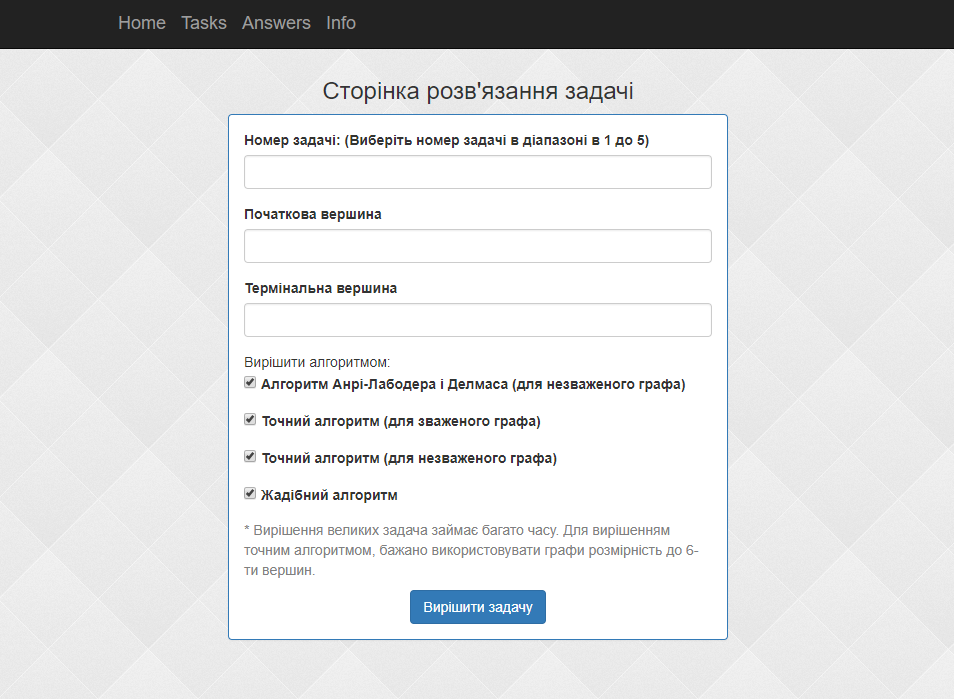 Home Tasks Answers Info
Сторінка розв'язання задачі
Номер задачі: (Виберіть номер задачі в діапазоні в 1 до 5)
Початкова вершина
Термінальна вершина
Вирішити алгоритмом:
Алгоритм Анрі-Лабодера і Делмаса (для незваженого графа)
Точний алгоритм (для зваженого графа)
Точний алгоритм (для незваженого графа)
Жадібний алгоритм
* Вирішення великих задача займає багато часу. Для вирішенням
точним алгоритмом, бажано використовувати графи розмірність до 6-
ти вершин.
Вирішити задачу